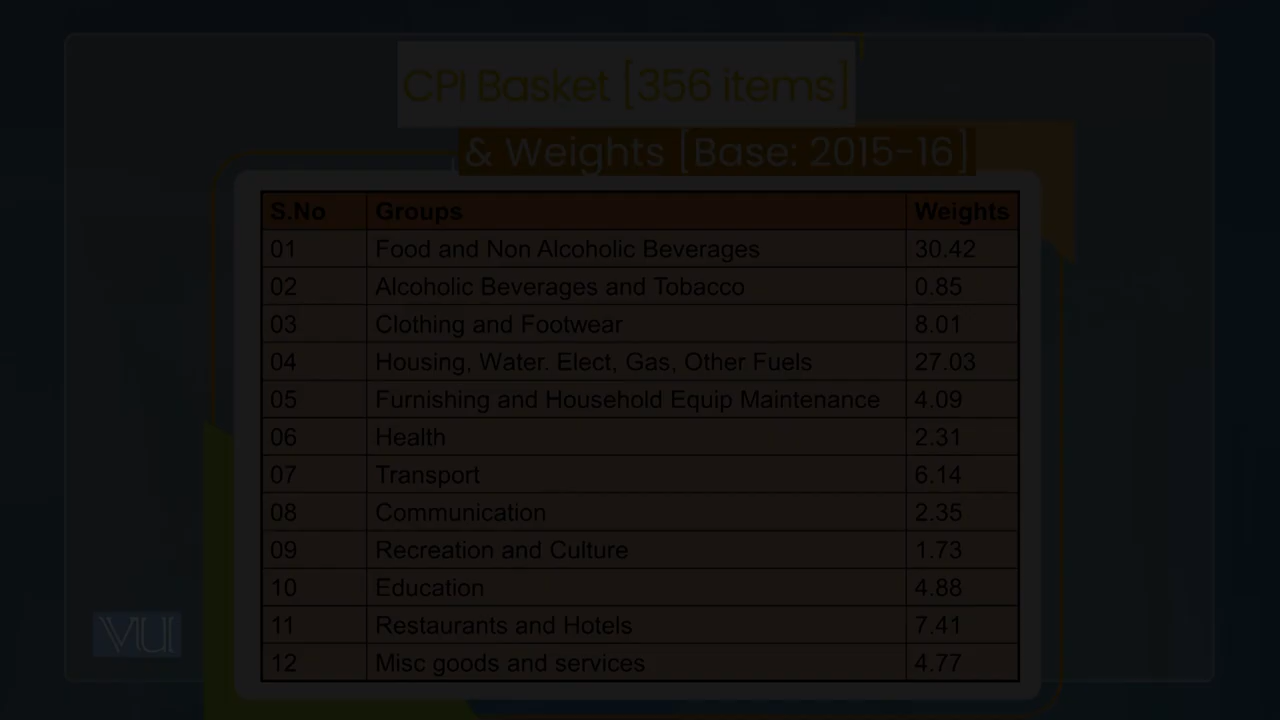 CPI Basket [356 items]
& Weights [Base: 2015-16]
S.No Groups Weights
01 Food and Non Alcoholic Beverages 30.42
02 Alcoholic Beverages and Tobacco 0.85
03 Clothing and Footwear 8.01
04 Housing, Water. Elect, Gas, Other Fuels 27.03
05 Furnishing and Household Equip Maintenance 4.09
06 Health 2.31
07 Transport 6.14
08 Communication 2.35
09 Recreation and Culture 1.73
10 Education 4.88
11 Restaurants and Hotels 7.41
12 Misc goods and services 4.77
VU